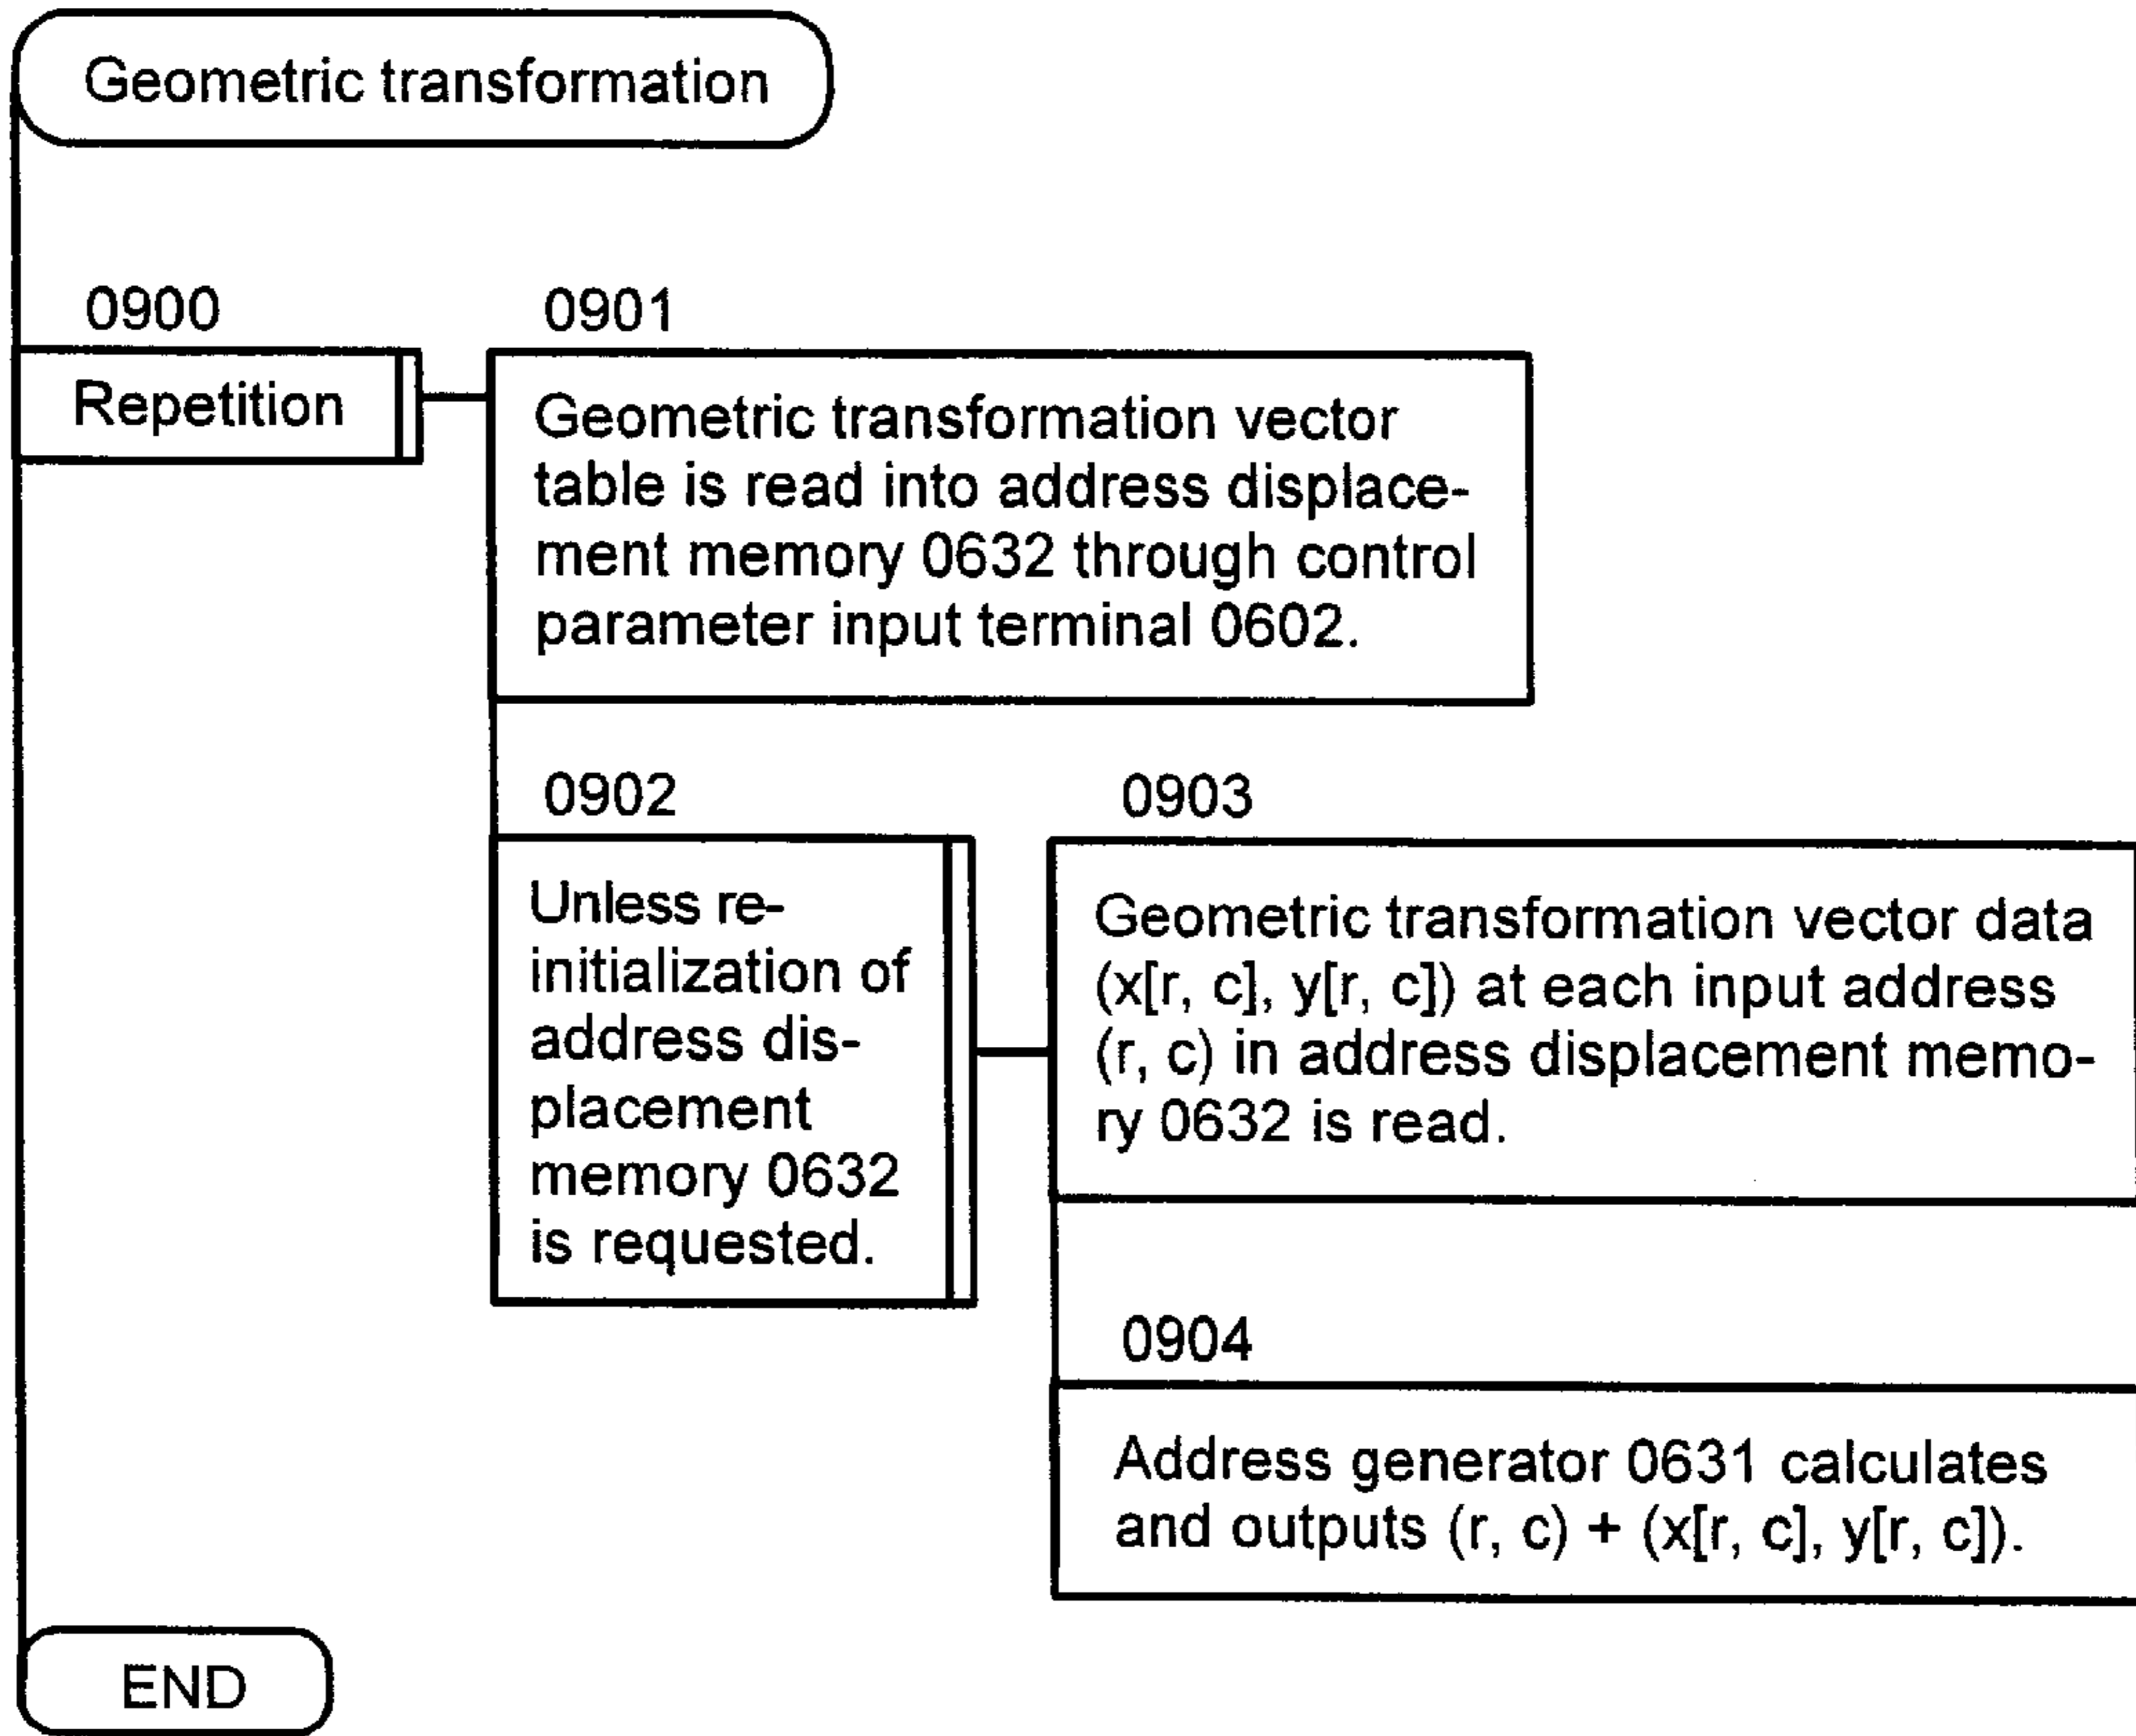 Geometric transformation
0900
Repetition
0901
Geometric transformation vector
table is read into address displace-
ment memory 0632 through control
parameter input terminal 0602.
0902
Unless re-
initialization of
address dis-
placement
memory 0632
is requested.
0903
Geometric transformation vector data
(x[r, c], y[r, c]) at each input address
(r, c) in address displacement memo-
ry 0632 is read.
0904
Address generator 0631 calculates
and outputs (r, c) + (x[r, c], y[r, c]).
END